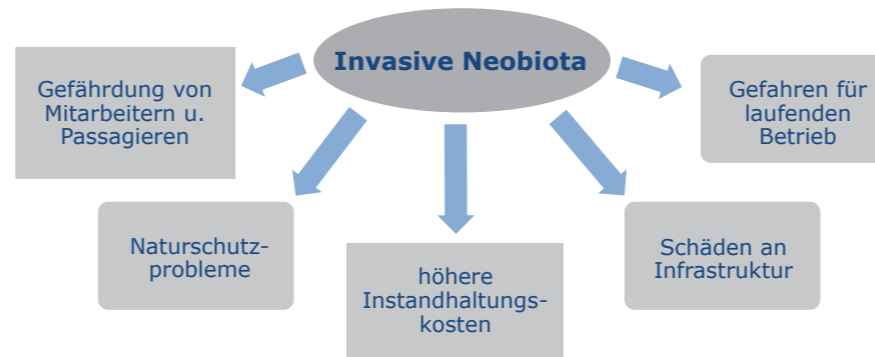 Invasive Neobiota
Gefährdung von
Mitarbeitern u.
Passagieren
Gefahren für
laufenden
Betrieb
Naturschutz-
probleme
höhere
Instandhaltungs-
kosten
Schäden an
Infrastruktur